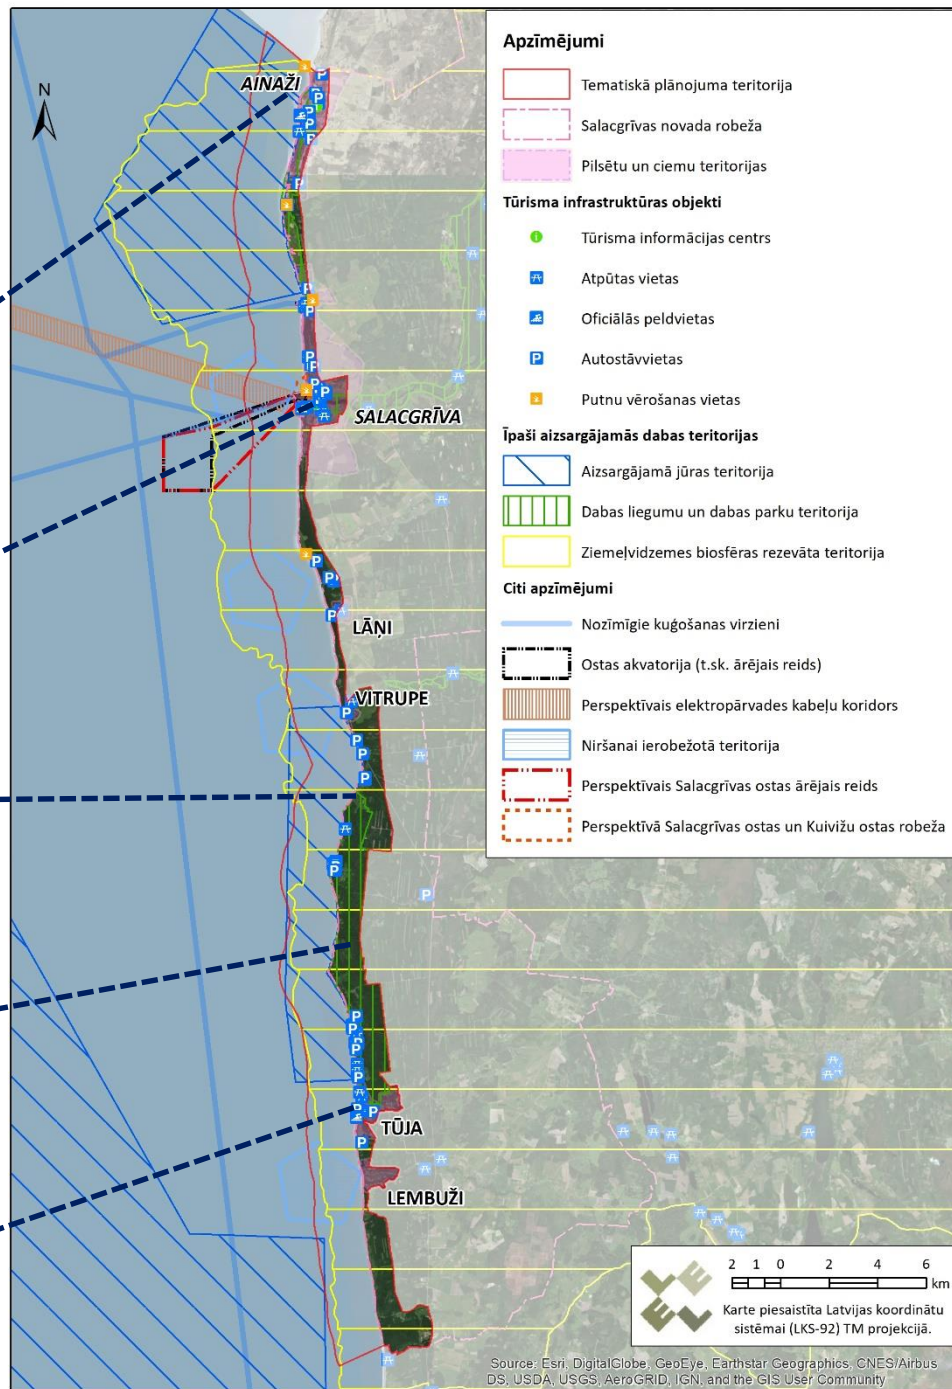 N
AINAŽI
SALACGRĪVA
LĀŅI
VITRUPE
TŪJA
LEMBUŽI
Apzīmējumi
Tematiskā plānojuma teritorija
Salacgrīvas novada robeža
Pilsētu un ciemu teritorijas
Tūrisma infrastruktūras objekti
i Tūrisma informācijas centrs
Atpūtas vietas
Oficiālās peldvietas
P Autostāvvietas
Putnu vērošanas vietas
Īpaši aizsargājamās dabas teritorijas
Aizsargājamā jūras teritorija
Dabas liegumu un dabas parku teritorija
Ziemeļvidzemes biosfēras rezevāta teritorija
Citi apzīmējumi
Nozīmīgie kuģošanas virzieni
Ostas akvatorija (t.sk. ārējais reids)
Perspektīvais elektropārvades kabeļu koridors
Niršanai ierobežotā teritorija
Perspektīvais Salacgrīvas ostas ārējais reids
Perspektīvā Salacgrīvas ostas un Kuivižu ostas robeža
2 1 0 2 4 6
km
Karte piesaistīta Latvijas koordinātu
sistēmai (LKS-92) TM projekcijā.
Source: Esri, DigitalGlobe, GeoEye, Earthstar Geographics, CNES/Airbus
DS, USDA, USGS, AeroGRID, IGN, and the GIS User Community